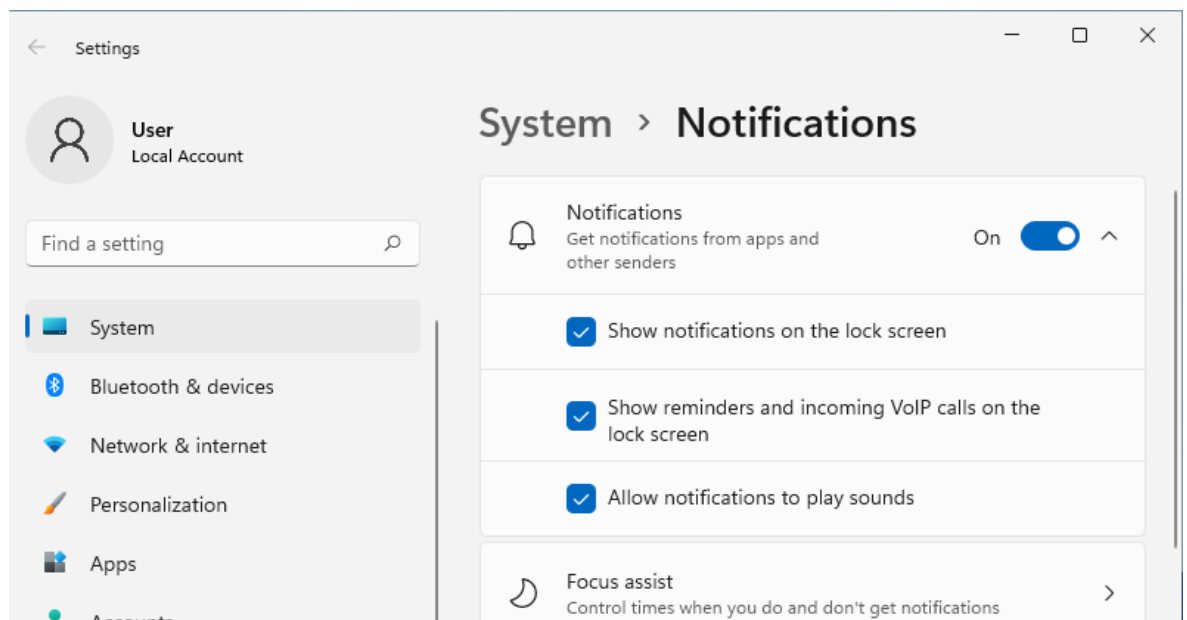 Settings
User
Local Account
Find a setting
System
Bluetooth & devices
Network & internet
Personalization
Apps
Accounts
System > Notifications
Notifications
Get notifications from apps and
other senders
On
Show notifications on the lock screen
Show reminders and incoming VoIP calls on the
lock screen
Allow notifications to play sounds
Focus assist
Control times when you do and don't get notifications